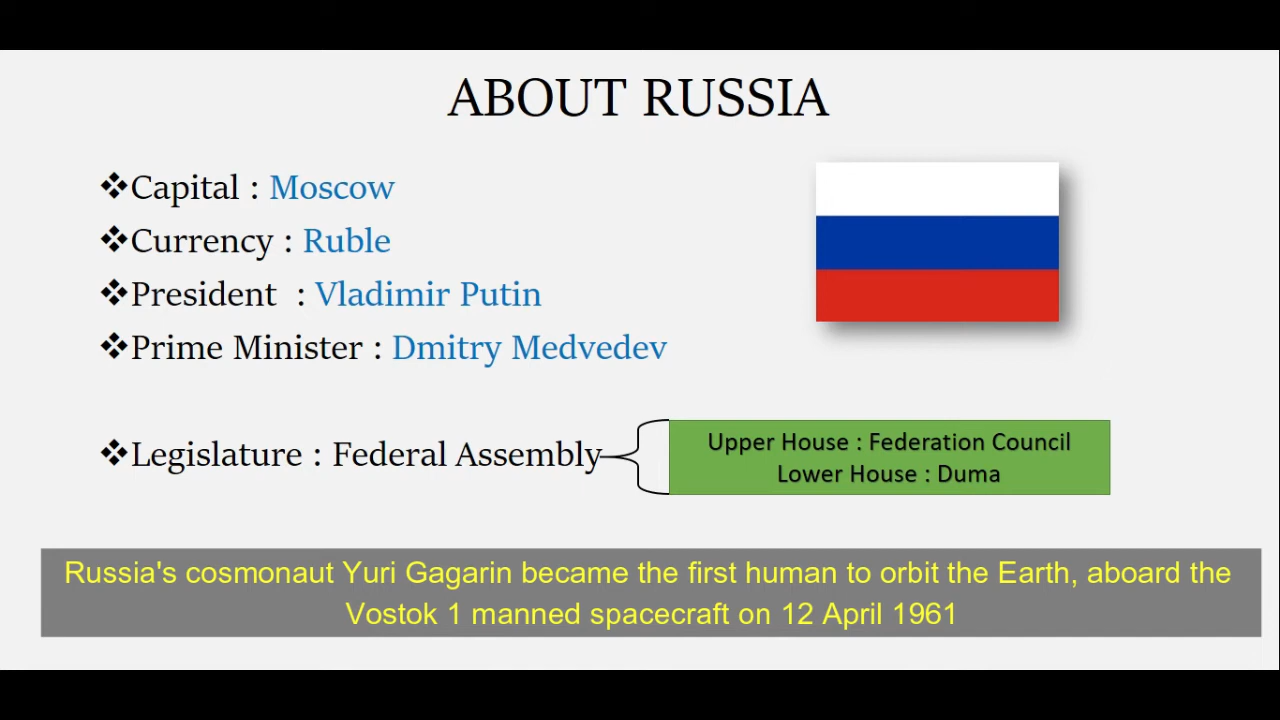 ABOUT RUSSIA
❖Capital : Moscow
❖Currency : Ruble
❖President  : Vladimir Putin
❖Prime Minister : Dmitry Medvedev
❖Legislature : Federal Assembly
Upper House : Federation Council
Lower House : Duma
Russia's cosmonaut Yuri Gagarin became the first human to orbit the Earth, aboard the
Vostok 1 manned spacecraft on 12 April 1961